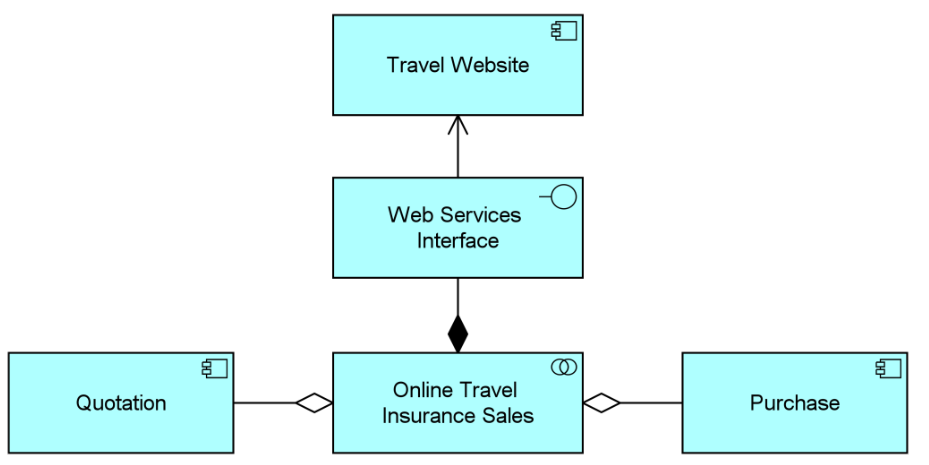 Travel Website
Web Services
Interface
Quotation
Online Travel
Insurance Sales
Purchase